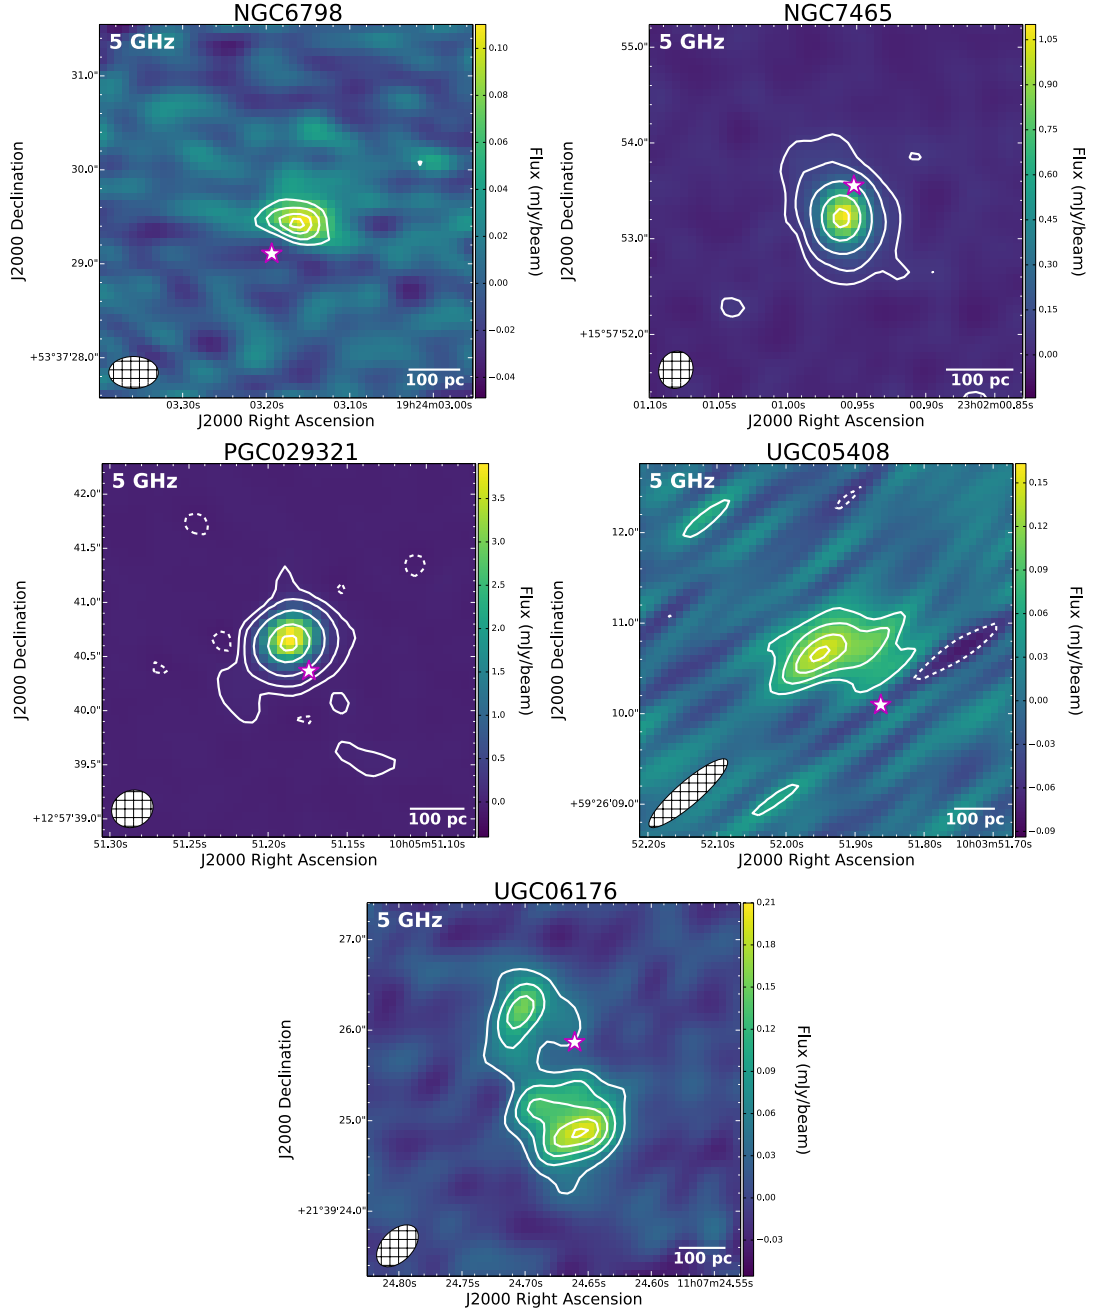 NGC6798
5 GHz
J2000 Declination
31.0"
30.0"
29.0"
+53°37'28.0"
100 pc
03.30s 03.20s 03.10s 19h24m03.00s
J2000 Right Ascension
0.10
0.08
0.06
0.04
0.02
0.00
−0.02
−0.04
Flux (mJy/beam)
NGC7465
5 GHz
J2000 Declination
55.0"
54.0"
53.0"
+15°57'52.0"
100 pc
01.10s 01.05s 01.00s 00.95s 00.90s 23h02m00.85s
J2000 Right Ascension
1.05
0.90
0.75
0.60
0.45
0.30
0.15
0.00
Flux (mJy/beam)
PGC029321
5 GHz
J2000 Declination
42.0"
41.5"
41.0"
40.5"
40.0"
39.5"
+12°57'39.0"
100 pc
51.30s 51.25s 51.20s 51.15s 10h05m51.10s
J2000 Right Ascension
3.5
3.0
2.5
2.0
1.5
1.0
0.5
0.0
Flux (mJy/beam)
UGC05408
5 GHz
J2000 Declination
12.0"
11.0"
10.0"
+59°26'09.0"
100 pc
52.20s 52.10s 52.00s 51.90s 51.80s 10h03m51.70s
J2000 Right Ascension
0.15
0.12
0.09
0.06
0.03
0.00
−0.03
−0.06
−0.09
Flux (mJy/beam)
UGC06176
5 GHz
J2000 Declination
27.0"
26.0"
25.0"
+21°39'24.0"
100 pc
24.80s 24.75s 24.70s 24.65s 24.60s 11h07m24.55s
J2000 Right Ascension
0.21
0.18
0.15
0.12
0.09
0.06
0.03
0.00
−0.03
Flux (mJy/beam)